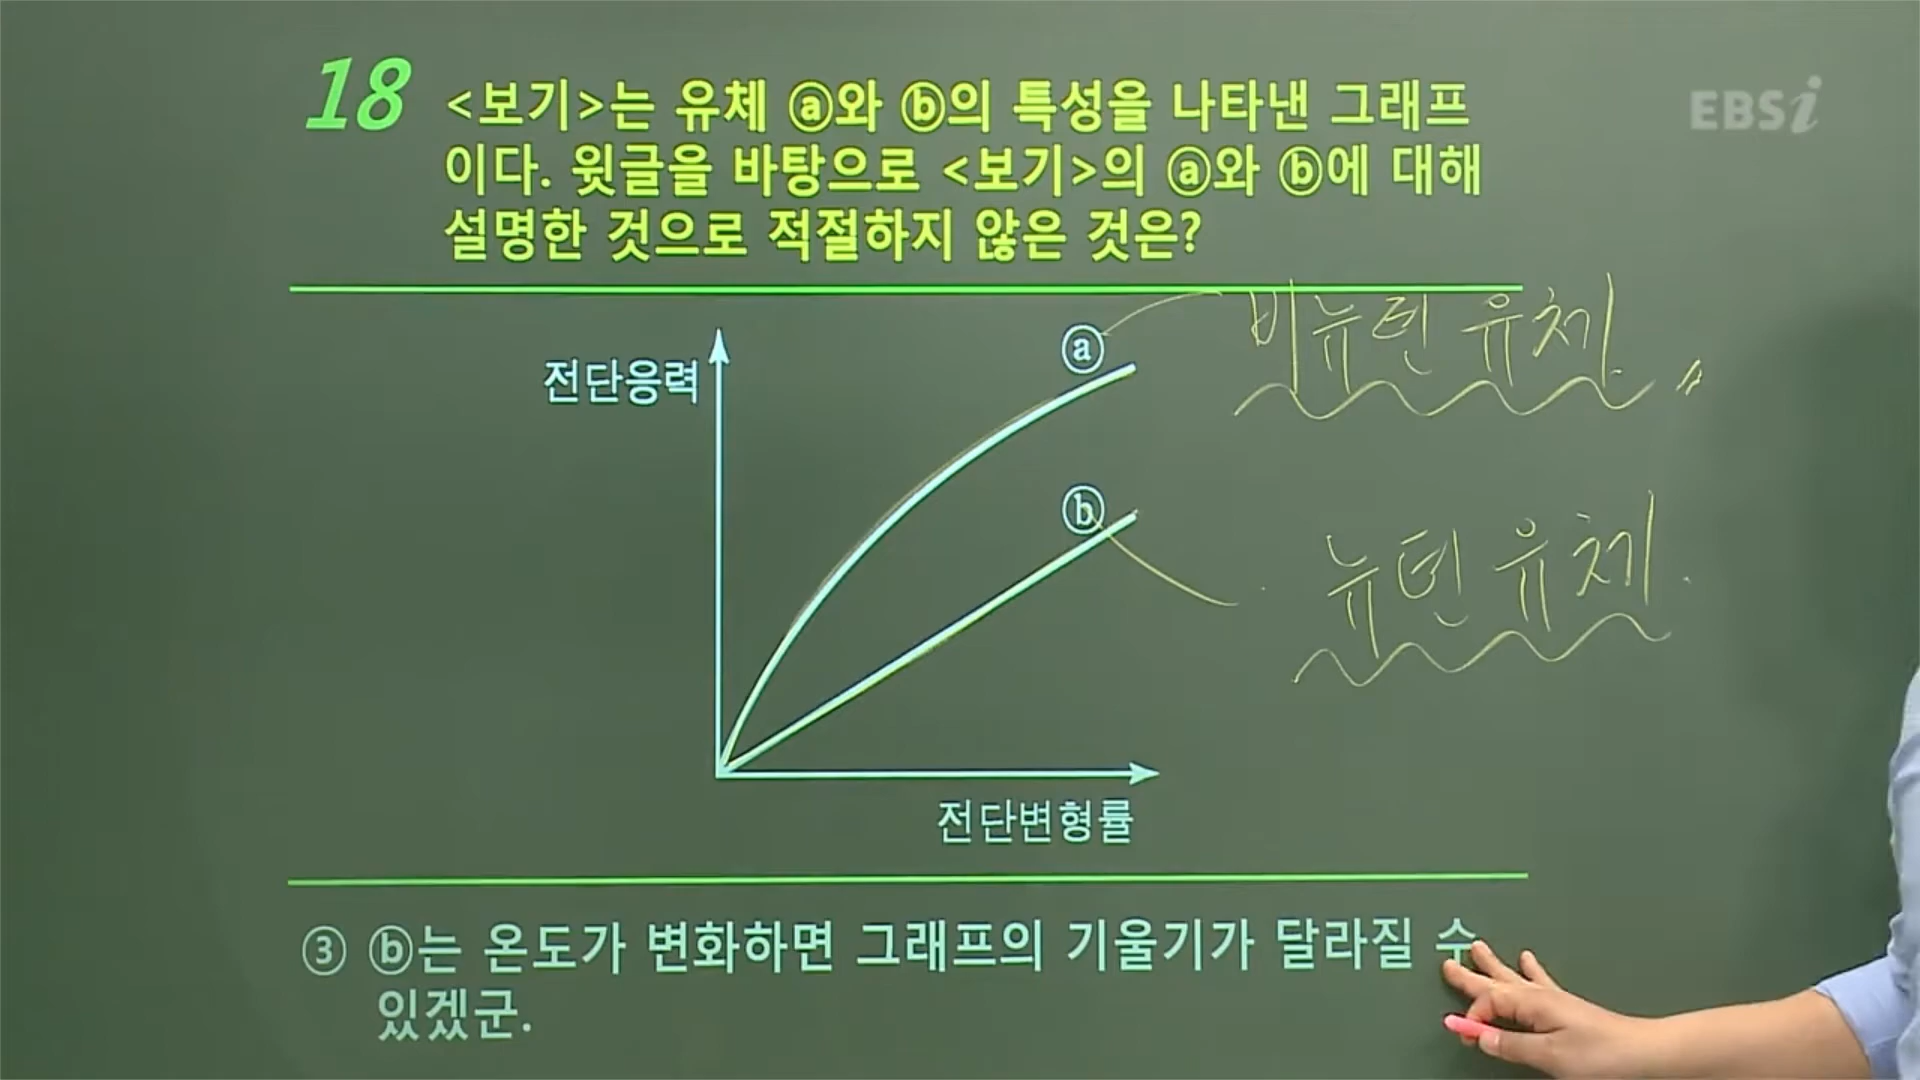 18
<보기>는 유체 ⓐ와 ⓑ의 특성을 나타낸 그래프
이다. 윗글을 바탕으로 <보기>의 ⓐ와 ⓑ에 대해
설명한 것으로 적절하지 않은 것은?
EBSi
전단응력
ⓐ
비뉴턴 유체
ⓑ
뉴턴 유체
전단변형률
③ ⓑ는 온도가 변화하면 그래프의 기울기가 달라질 수
있겠군.